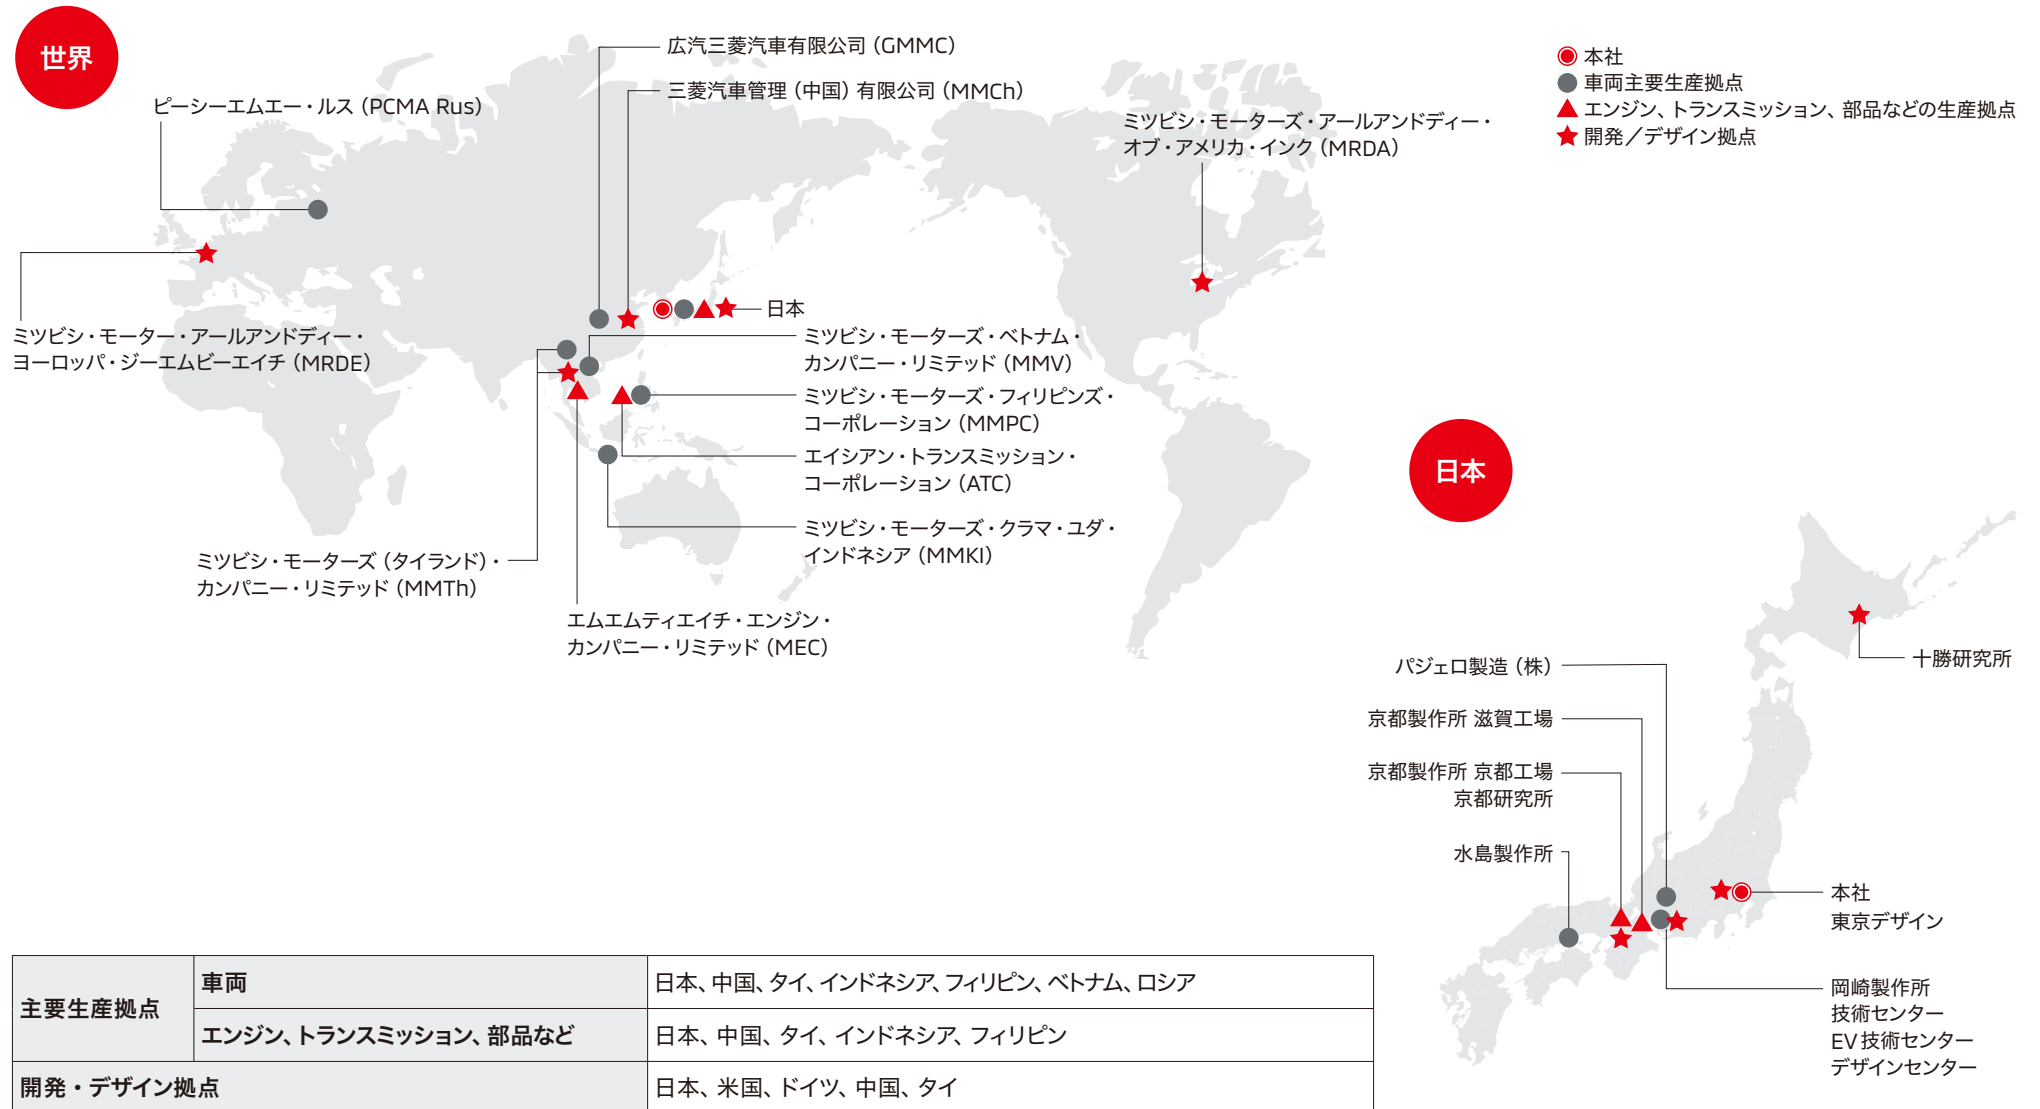 世界
広汽三菱汽車有限公司（GMMC）
三菱汽車管理（中国）有限公司（MMCh）
ピーシーエムエー・ルス（PCMA Rus）
ミツビシ・モーターズ・アールアンドディー・
オブ・アメリカ・インク（MRDA）
本社
車両主要生産拠点
エンジン、トランスミッション、部品などの生産拠点
開発／デザイン拠点
日本
ミツビシ・モーター・アールアンドディー・
ヨーロッパ・ジーエムビーエイチ（MRDE）
ミツビシ・モーターズ・ベトナム・
カンパニー・リミテッド（MMV）
ミツビシ・モーターズ・フィリピンズ・
コーポレーション（MMPC）
エイシアン・トランスミッション・
コーポレーション（ATC）
ミツビシ・モーターズ・クラマ・ユダ・
インドネシア（MMKI）
ミツビシ・モーターズ（タイランド）・
カンパニー・リミテッド（MMTh）
エムエムティエイチ・エンジン・
カンパニー・リミテッド（MEC）
日本
十勝研究所
パジェロ製造（株）
京都製作所 滋賀工場
京都製作所 京都工場
京都研究所
水島製作所
本社
東京デザイン
岡崎製作所
技術センター
EV技術センター
デザインセンター
主要生産拠点
車両
日本、中国、タイ、インドネシア、フィリピン、ベトナム、ロシア
エンジン、トランスミッション、部品など
日本、中国、タイ、インドネシア、フィリピン
開発・デザイン拠点
日本、米国、ドイツ、中国、タイ